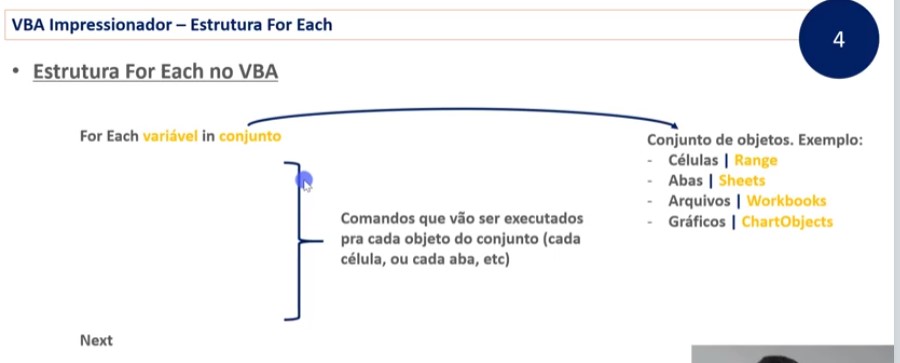 VBA Impressionador – Estrutura For Each
4
• Estrutura For Each no VBA
For Each variável in conjunto
Conjunto de objetos. Exemplo:
- Células | Range
- Abas | Sheets
- Arquivos | Workbooks
- Gráficos | ChartObjects
Comandos que vão ser executados
pra cada objeto do conjunto (cada
célula, ou cada aba, etc)
Next